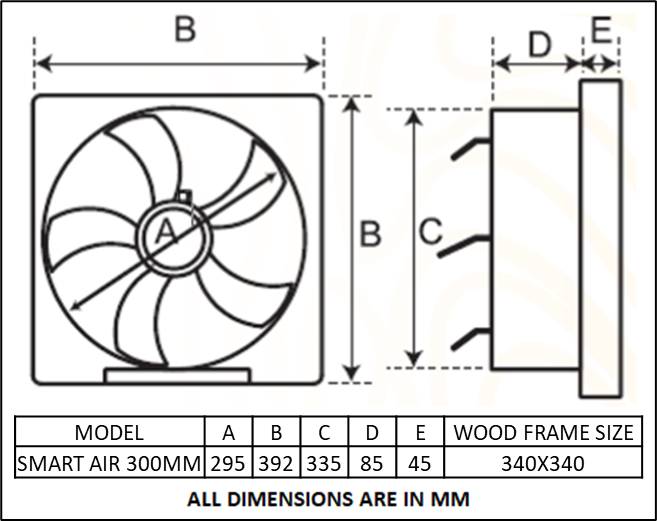 B
D
E
A
B
C
MODEL A B C D E WOOD FRAME SIZE
SMART AIR 300MM 295 392 335 85 45 340X340
ALL DIMENSIONS ARE IN MM